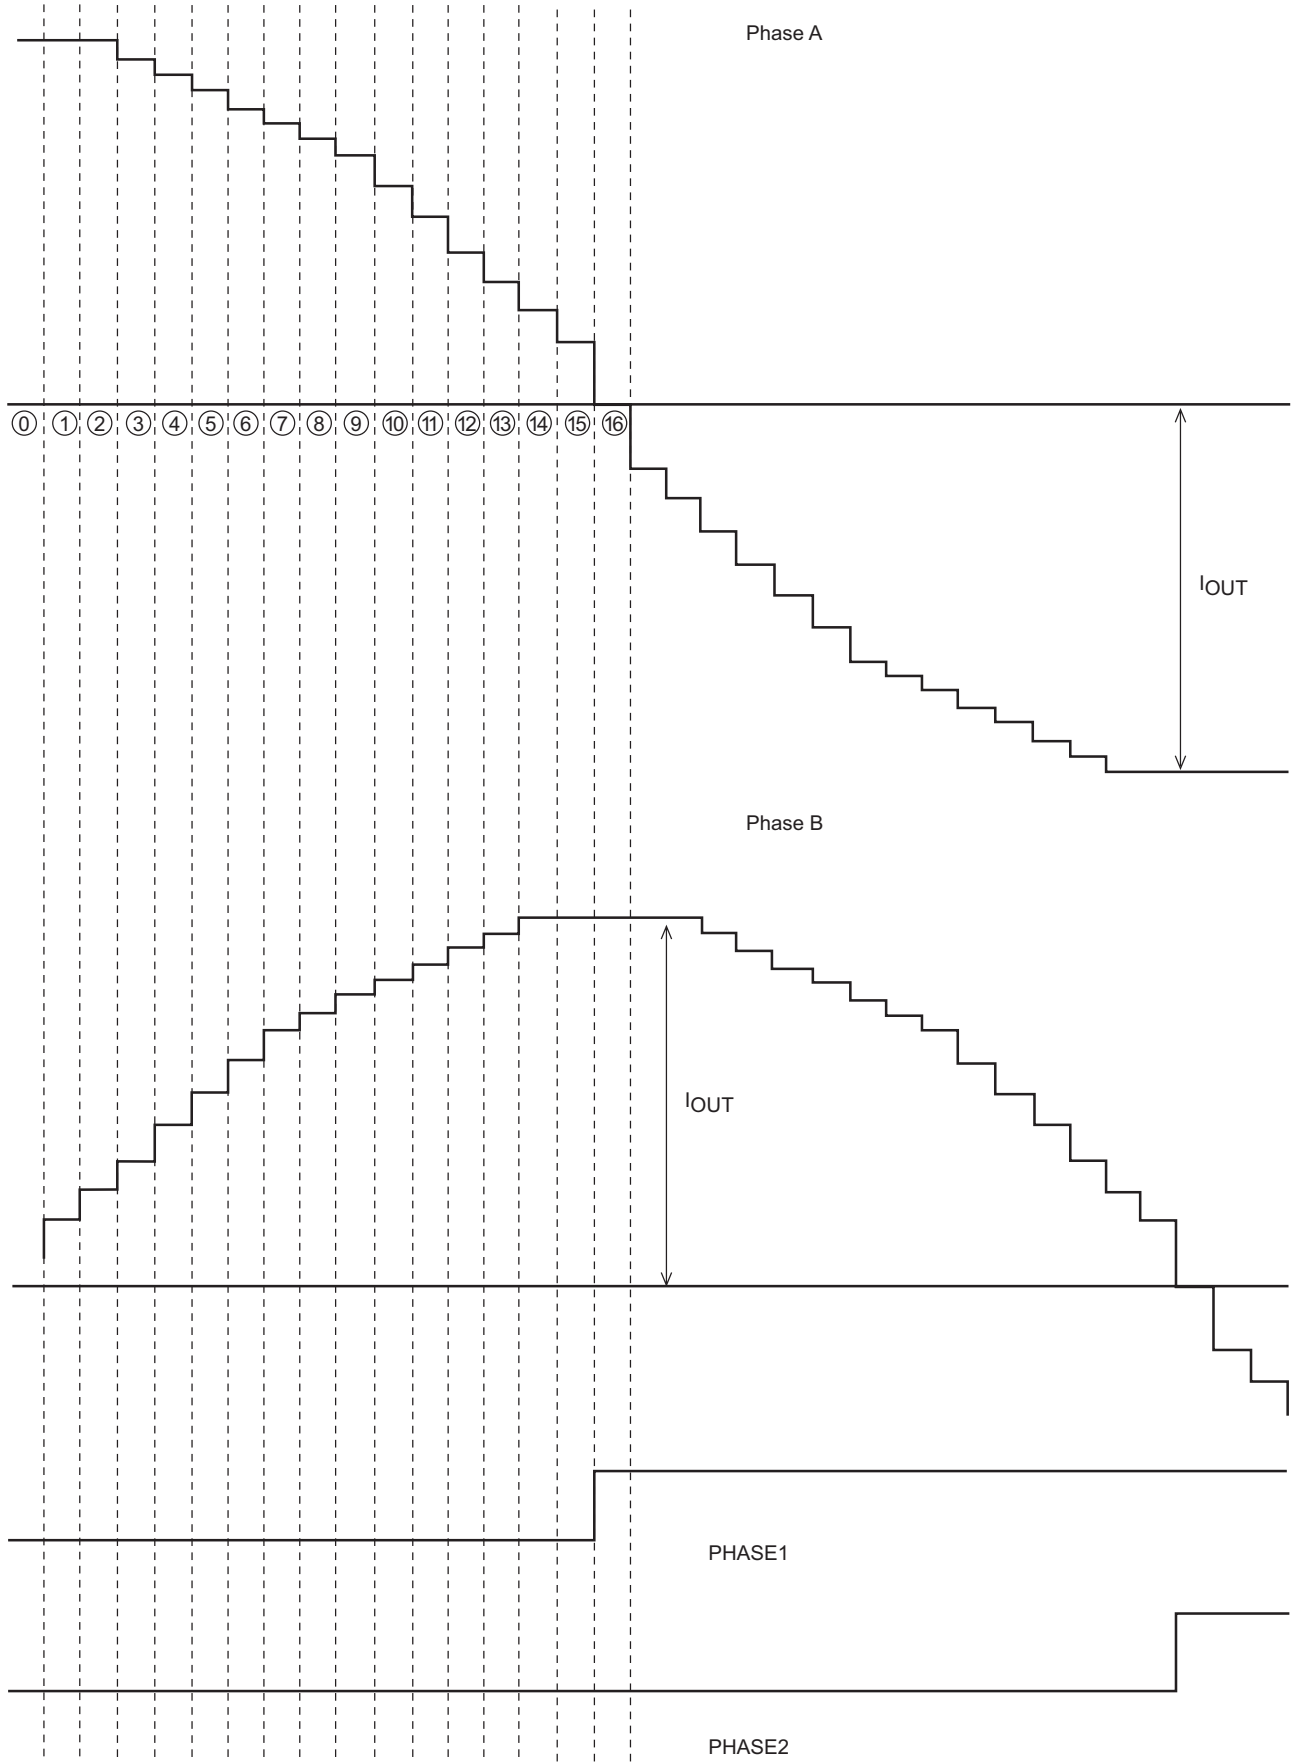 Phase A
⓪ ① ② ③ ④ ⑤ ⑥ ⑦ ⑧ ⑨ ⑩ ⑪ ⑫ ⑬ ⑭ ⑮ ⑯
IOUT
Phase B
IOUT
PHASE1
PHASE2